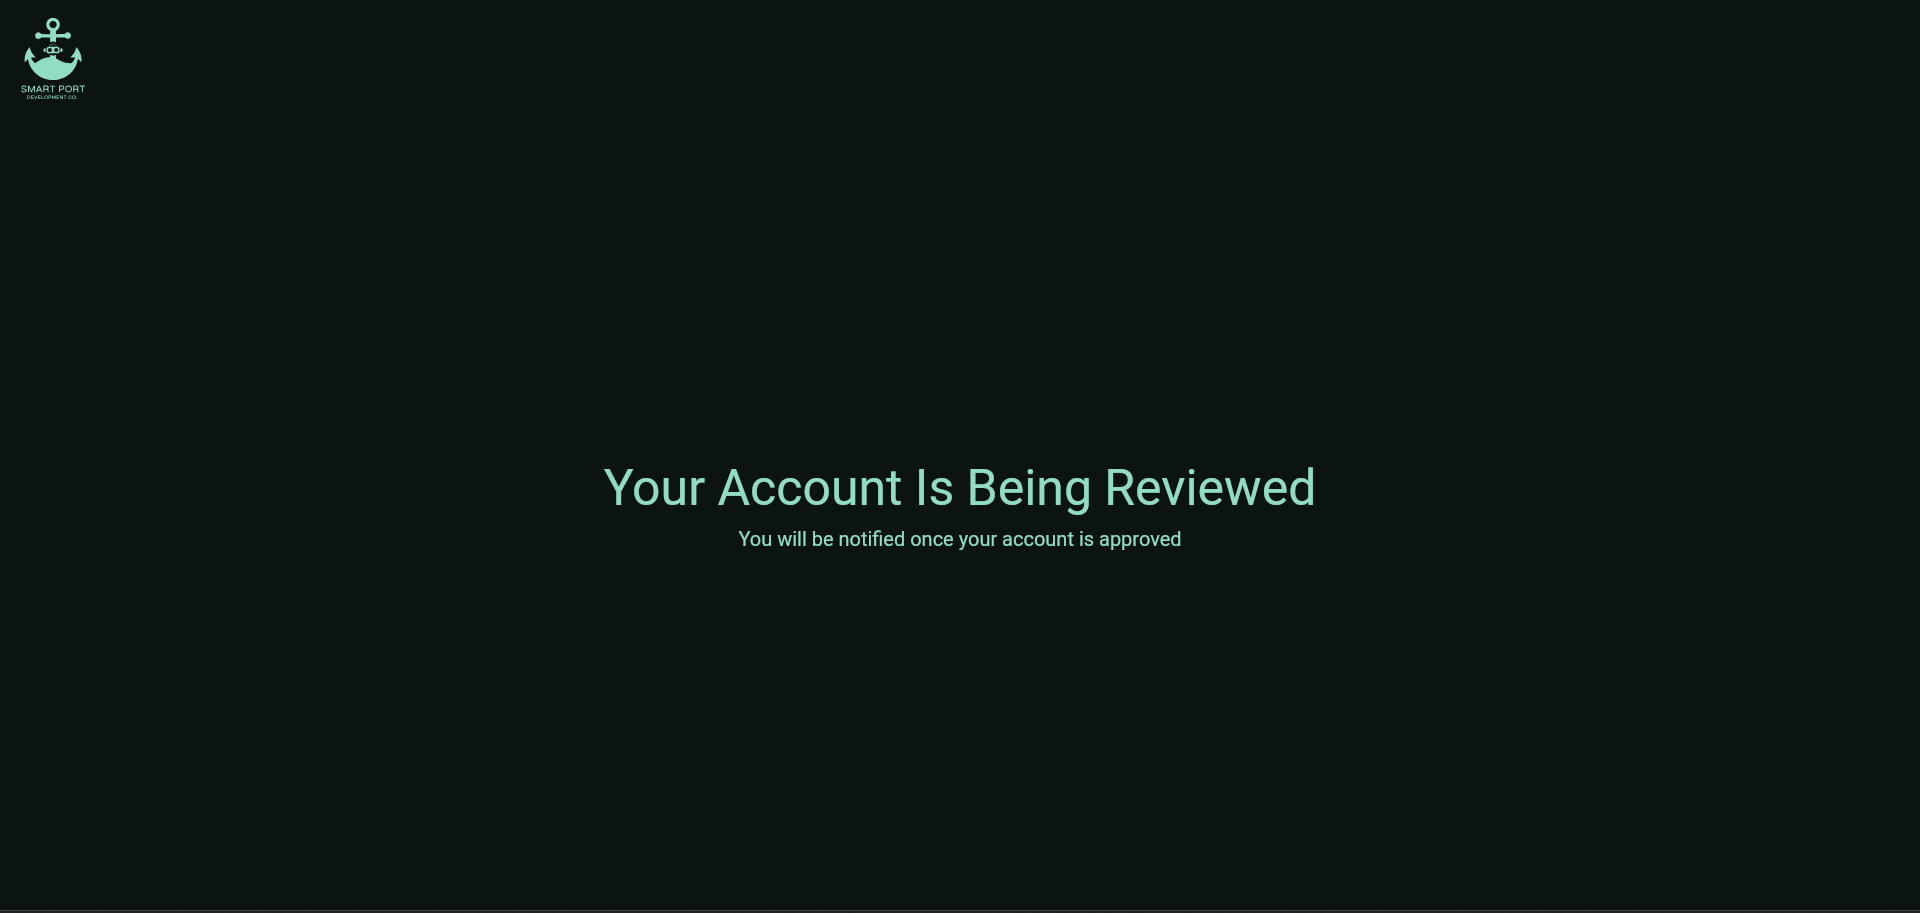 SMART PORT
DEVELOPMENT CO.
Your Account Is Being Reviewed
You will be notified once your account is approved